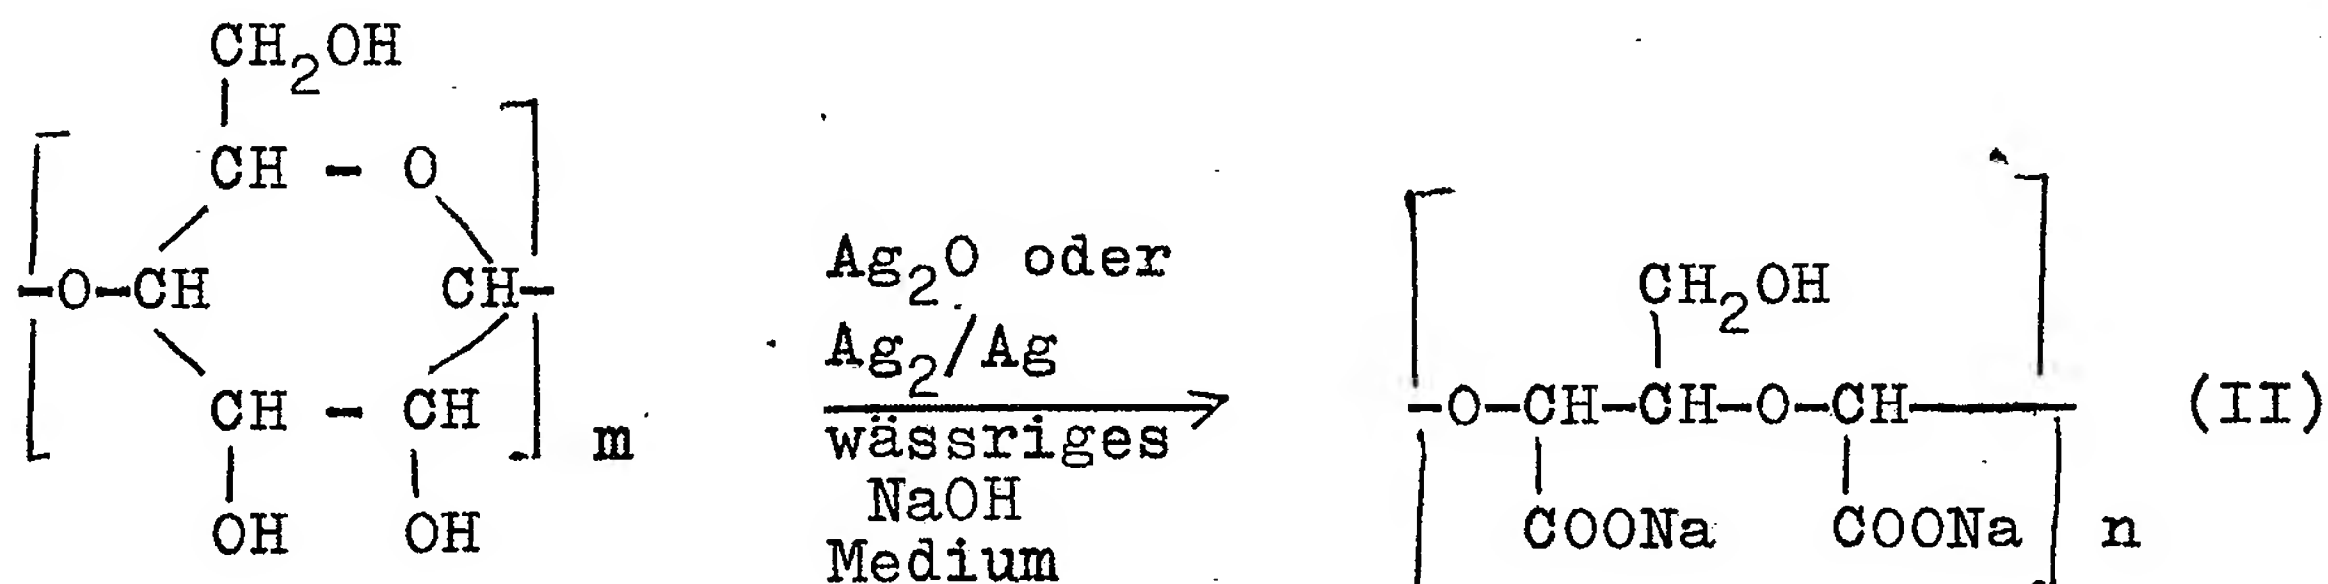 CH2OH
CH - O
-O-CH CH-
CH - CH
m
OH OH
Ag2O oder
Ag2/Ag
wässriges
NaOH
Medium
CH2OH
-O-CH-CH-O-CH- (II)
COONa COONa n